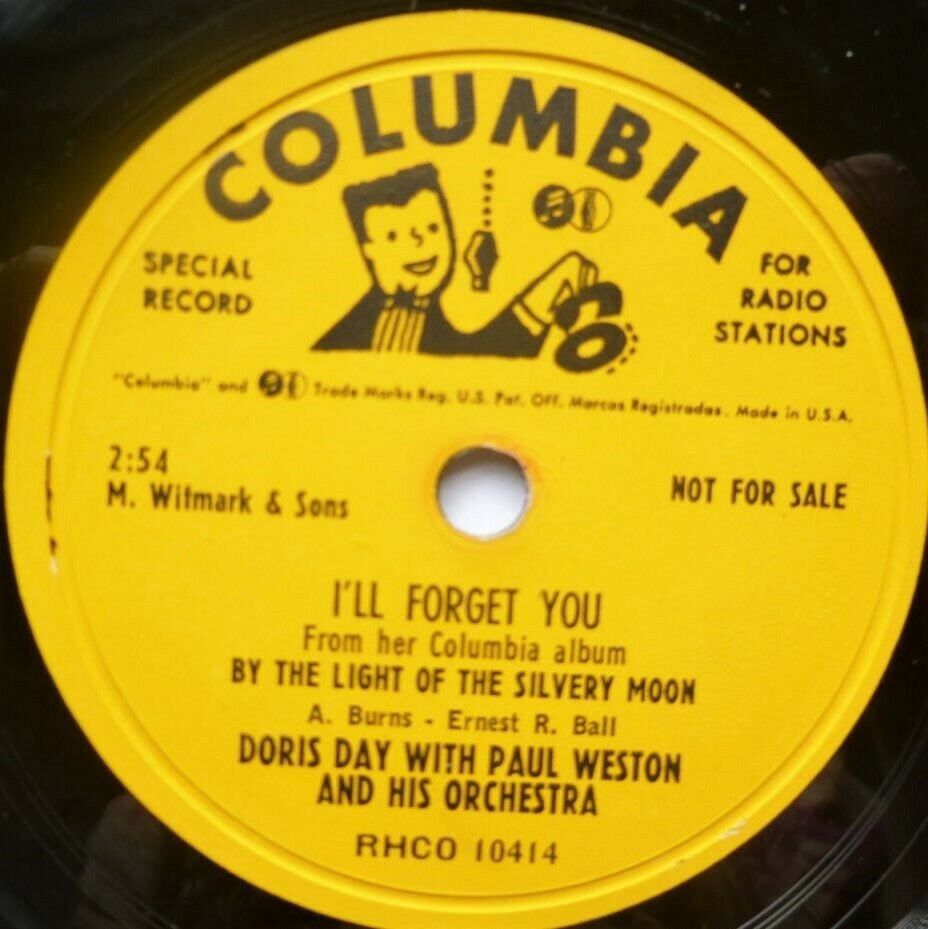 COLUMBIA
SPECIAL
RECORD
FOR
RADIO
STATIONS
"Columbia" and Trade Marks Reg. U.S. Pat. Off. Marcas Registradas. Made in U.S.A.
2:54
M. Witmark & Sons
NOT FOR SALE
I'LL FORGET YOU
From her Columbia album
BY THE LIGHT OF THE SILVERY MOON
A. Burns - Ernest R. Ball
DORIS DAY WITH PAUL WESTON
AND HIS ORCHESTRA
RHCO 10414